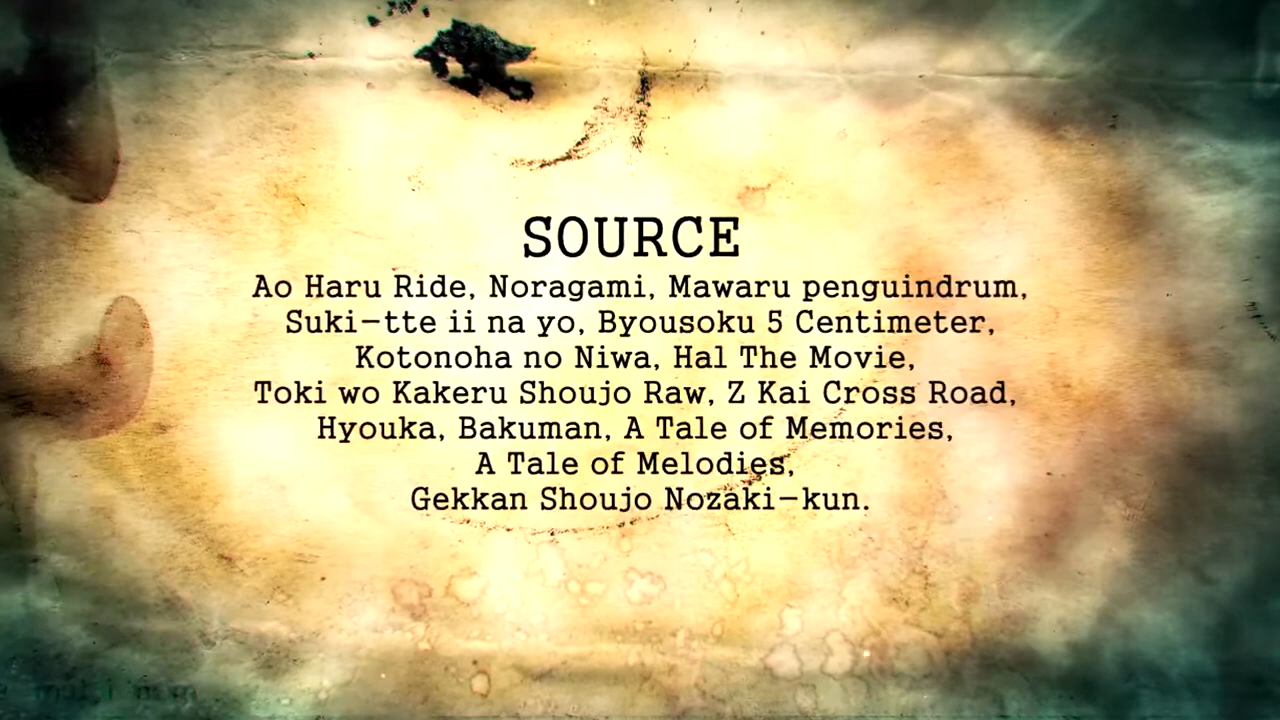 SOURCE
Ao Haru Ride, Noragami, Mawaru penguindrum,
Suki-tte ii na yo, Byousoku 5 Centimeter,
Kotonoha no Niwa, Hal The Movie,
Toki wo Kakeru Shoujo Raw, Z Kai Cross Road,
Hyouka, Bakuman, A Tale of Memories,
A Tale of Melodies,
Gekkan Shoujo Nozaki-kun.